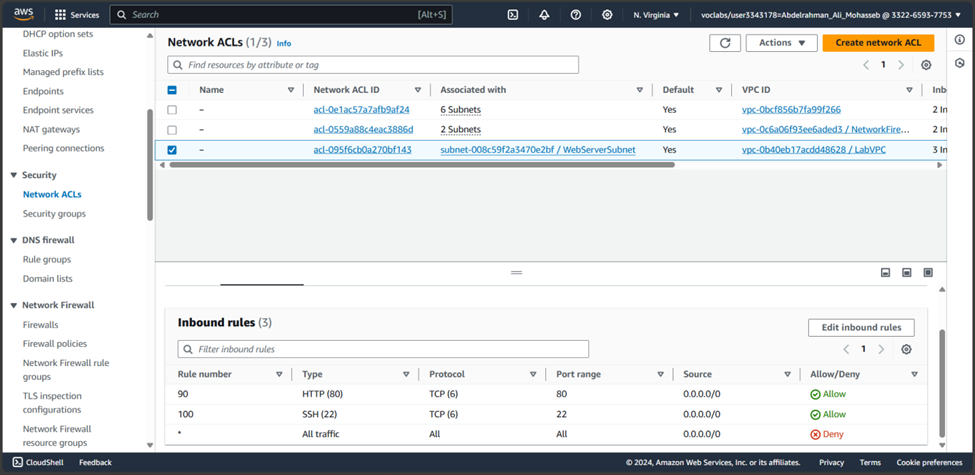 aws Services Search [Alt+S] N. Virginia voclabs/user3343178=Abdelrahman_Ali_Mohasseb @ 3322-6593-7753
DHCP option sets
Elastic IPs
Managed prefix lists
Endpoints
Endpoint services
NAT gateways
Peering connections
Security
Network ACLs
Security groups
DNS firewall
Rule groups
Domain lists
Network Firewall
Firewalls
Firewall policies
Network Firewall rule
groups
TLS inspection
configurations
Network Firewall
resource groups
Network ACLs (1/3) Info Actions Create network ACL
Find resources by attribute or tag 1
Name Network ACL ID Associated with Default VPC ID Inb
– acl-0e1ac57a7afb9af24 6 Subnets Yes vpc-0bcf856b7fa99f266 2 In
– acl-0559a88c4eac3886d 2 Subnets Yes vpc-0c6a06f93ee6aded3 / NetworkFire... 2 In
– acl-095f6cb0a270bf143 subnet-008c59f2a3470e2bf / WebServerSubnet Yes vpc-0b40eb17acdd48628 / LabVPC 3 In
Inbound rules (3) Edit inbound rules
Filter inbound rules 1
Rule number Type Protocol Port range Source Allow/Deny
90 HTTP (80) TCP (6) 80 0.0.0.0/0 Allow
100 SSH (22) TCP (6) 22 0.0.0.0/0 Allow
* All traffic All All 0.0.0.0/0 Deny
CloudShell Feedback © 2024, Amazon Web Services, Inc. or its affiliates. Privacy Terms Cookie preferences